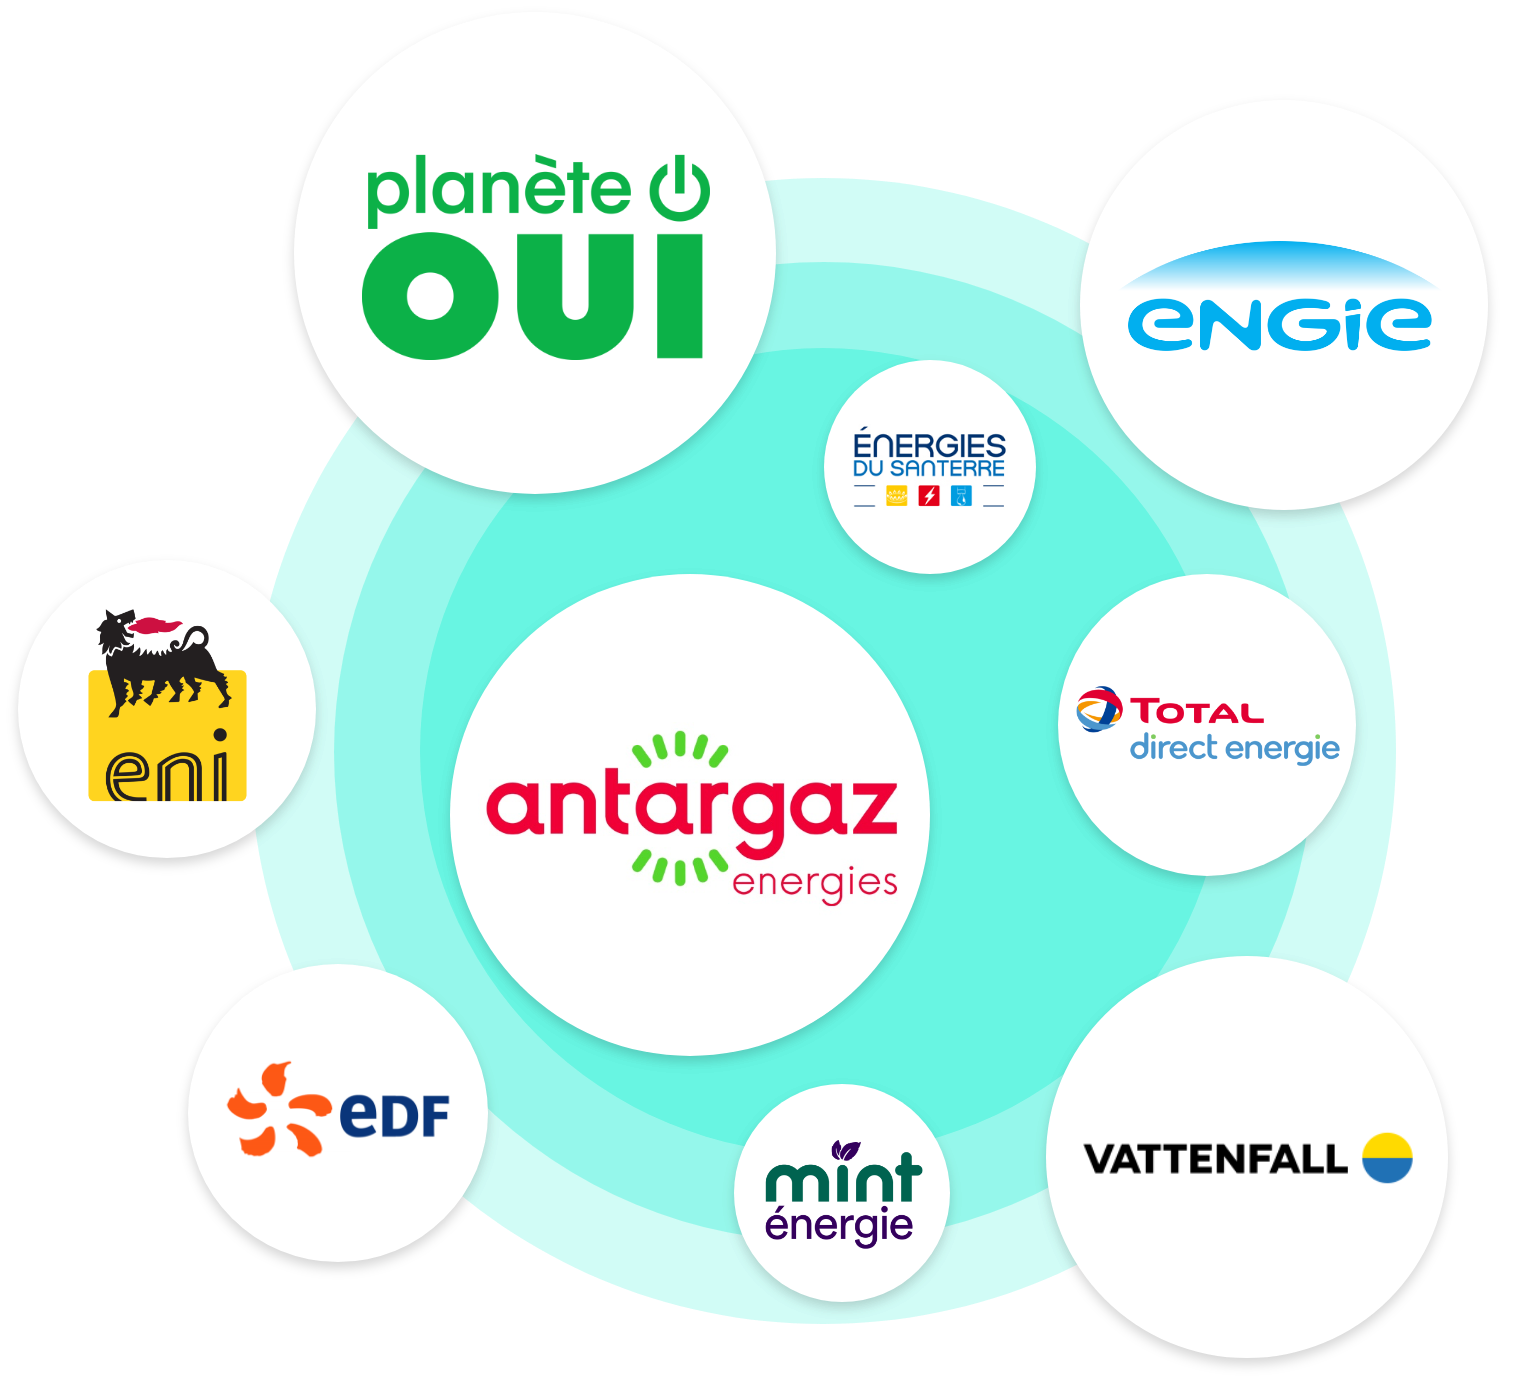 planète
OUI
ENGIE
ÉNERGIES
DU SANTERRE
eni
TOTAL
direct energie
antargaz
energies
eDF
VATTENFALL
mint
énergie